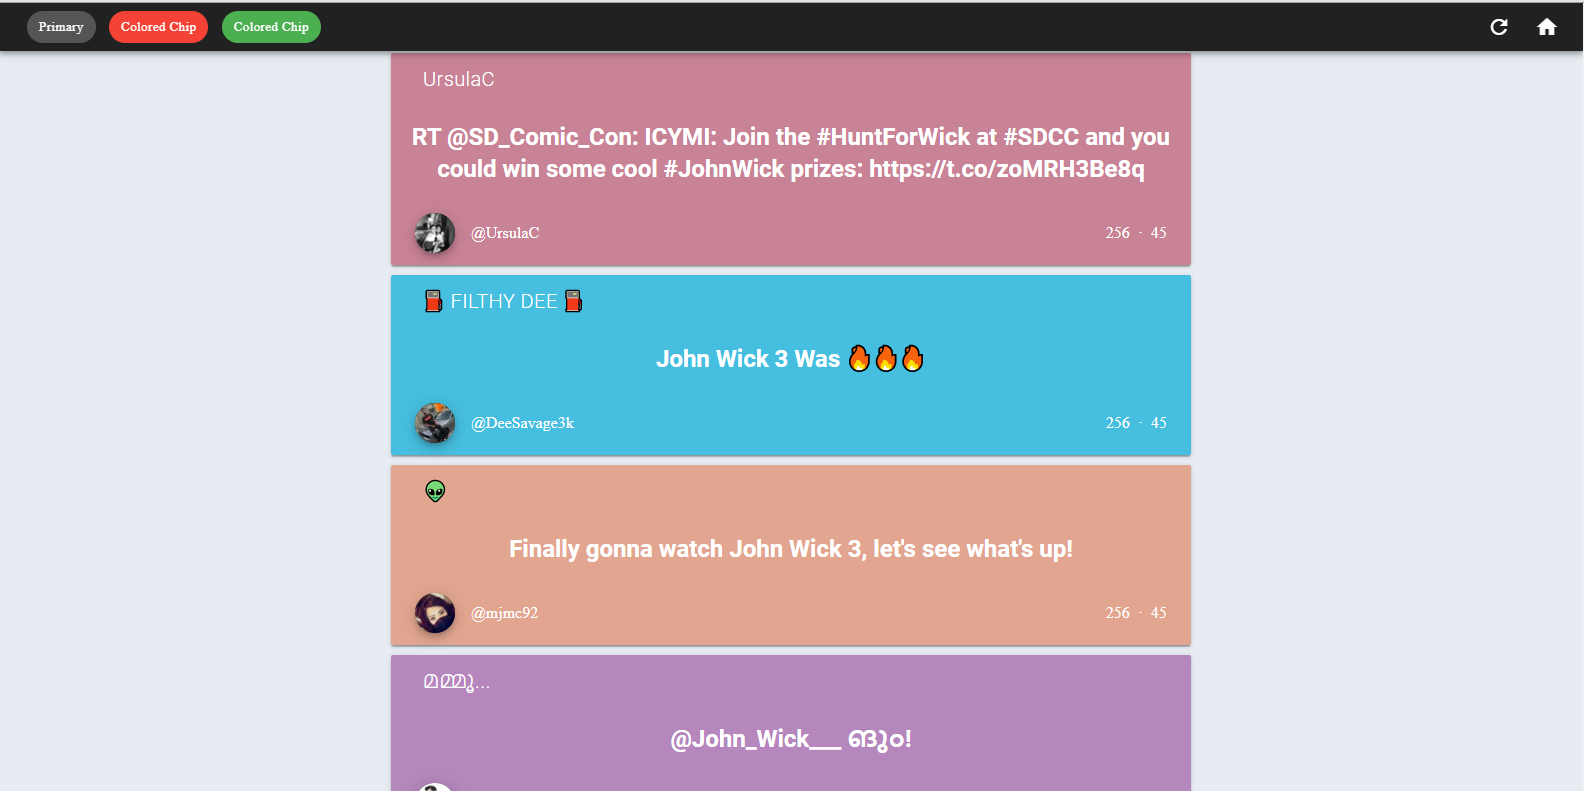 Primary Colored Chip Colored Chip
UrsulaC
RT @SD_Comic_Con: ICYMI: Join the #HuntForWick at #SDCC and you
could win some cool #JohnWick prizes: https://t.co/zoMRH3Be8q
@UrsulaC 256 · 45
⛽ FILTHY DEE ⛽
John Wick 3 Was 🔥🔥🔥
@DeeSavage3k 256 · 45
👽
Finally gonna watch John Wick 3, let's see what's up!
@mjmc92 256 · 45
മമ്മൂ...
@John_Wick___ ങും!